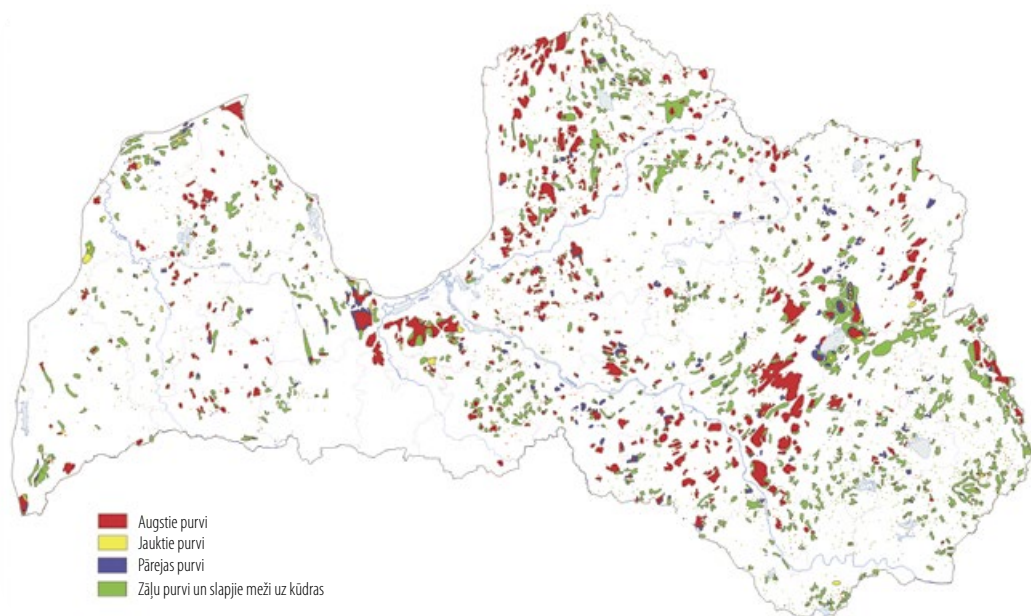 Augstie purvi
Jauktie purvi
Pārejas purvi
Zāļu purvi un slapjie meži uz kūdras